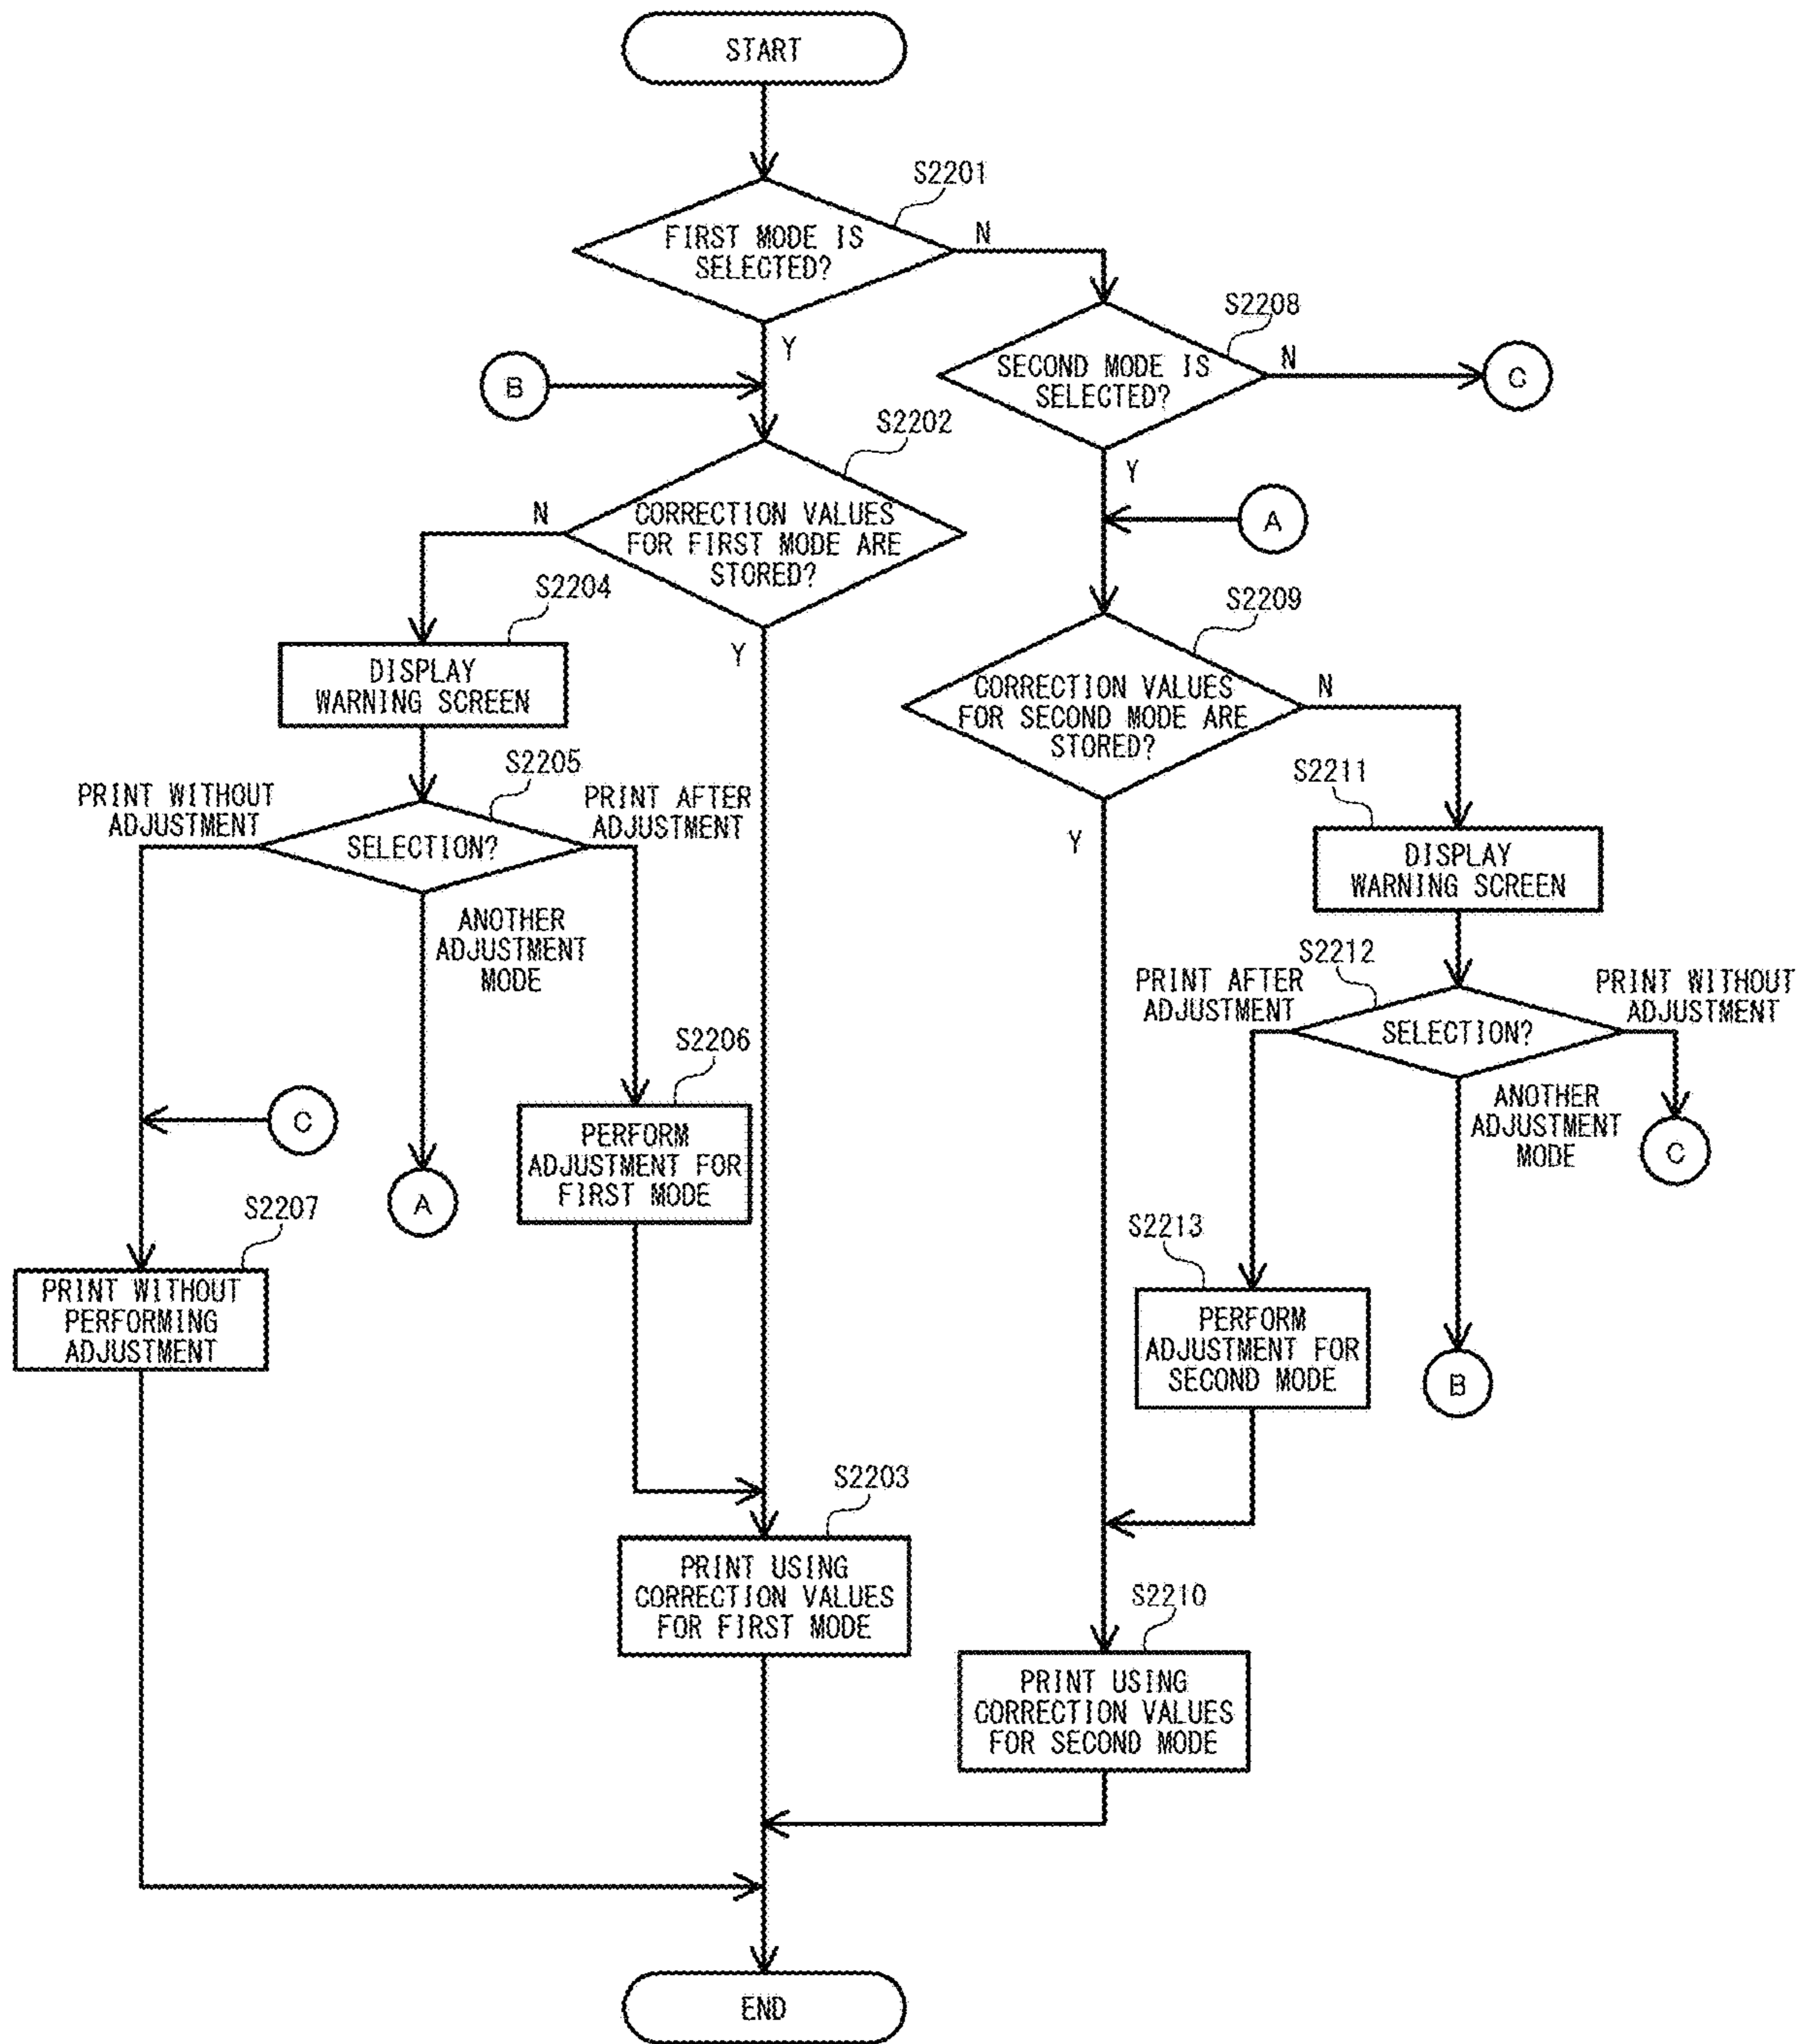 START
S2201
FIRST MODE IS
SELECTED?
N
Y
S2208
SECOND MODE IS
SELECTED?
N
C
Y
B
S2202
CORRECTION VALUES
FOR FIRST MODE ARE
STORED?
N
Y
A
S2209
CORRECTION VALUES
FOR SECOND MODE ARE
STORED?
N
Y
S2204
DISPLAY
WARNING SCREEN
S2205
PRINT WITHOUT
ADJUSTMENT
SELECTION?
PRINT AFTER
ADJUSTMENT
ANOTHER
ADJUSTMENT
MODE
S2211
DISPLAY
WARNING SCREEN
S2212
PRINT AFTER
ADJUSTMENT
SELECTION?
PRINT WITHOUT
ADJUSTMENT
ANOTHER
ADJUSTMENT
MODE
C
S2206
PERFORM
ADJUSTMENT FOR
FIRST MODE
C
A
S2207
PRINT WITHOUT
PERFORMING
ADJUSTMENT
S2213
PERFORM
ADJUSTMENT FOR
SECOND MODE
B
S2203
PRINT USING
CORRECTION VALUES
FOR FIRST MODE
S2210
PRINT USING
CORRECTION VALUES
FOR SECOND MODE
END